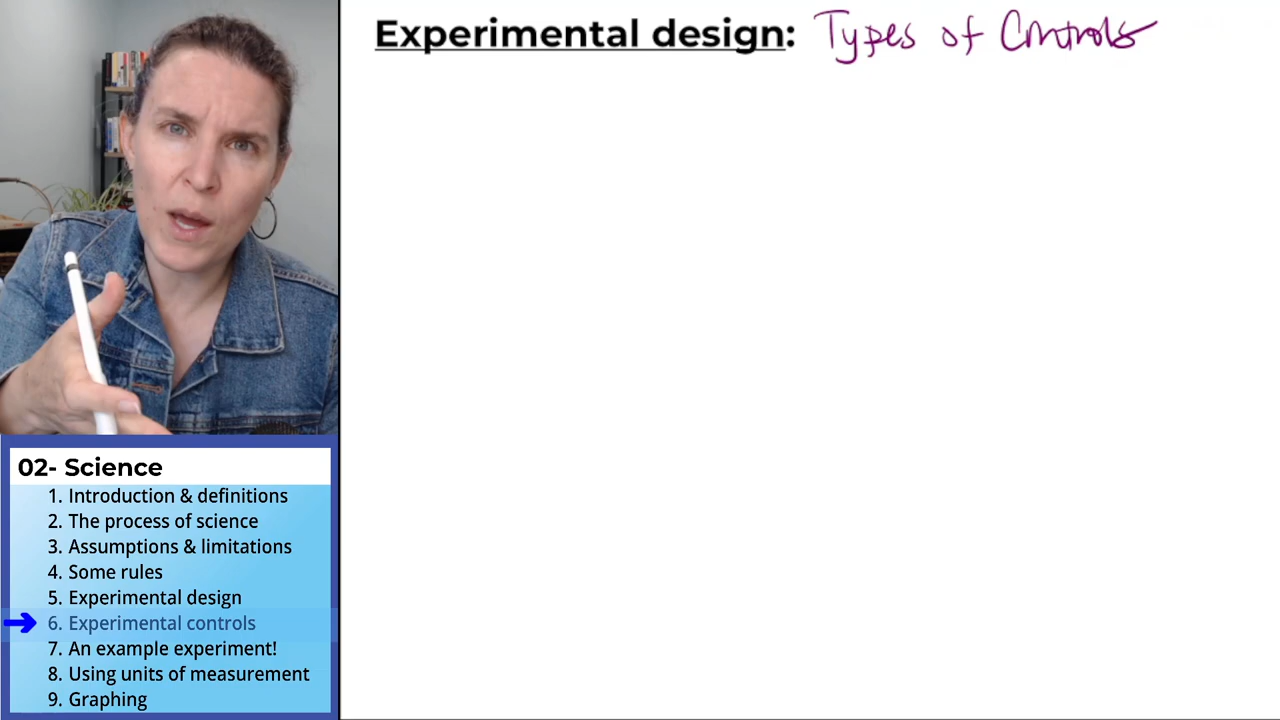 Experimental design: Types of Controls
02- Science
1. Introduction & definitions
2. The process of science
3. Assumptions & limitations
4. Some rules
5. Experimental design
6. Experimental controls
7. An example experiment!
8. Using units of measurement
9. Graphing